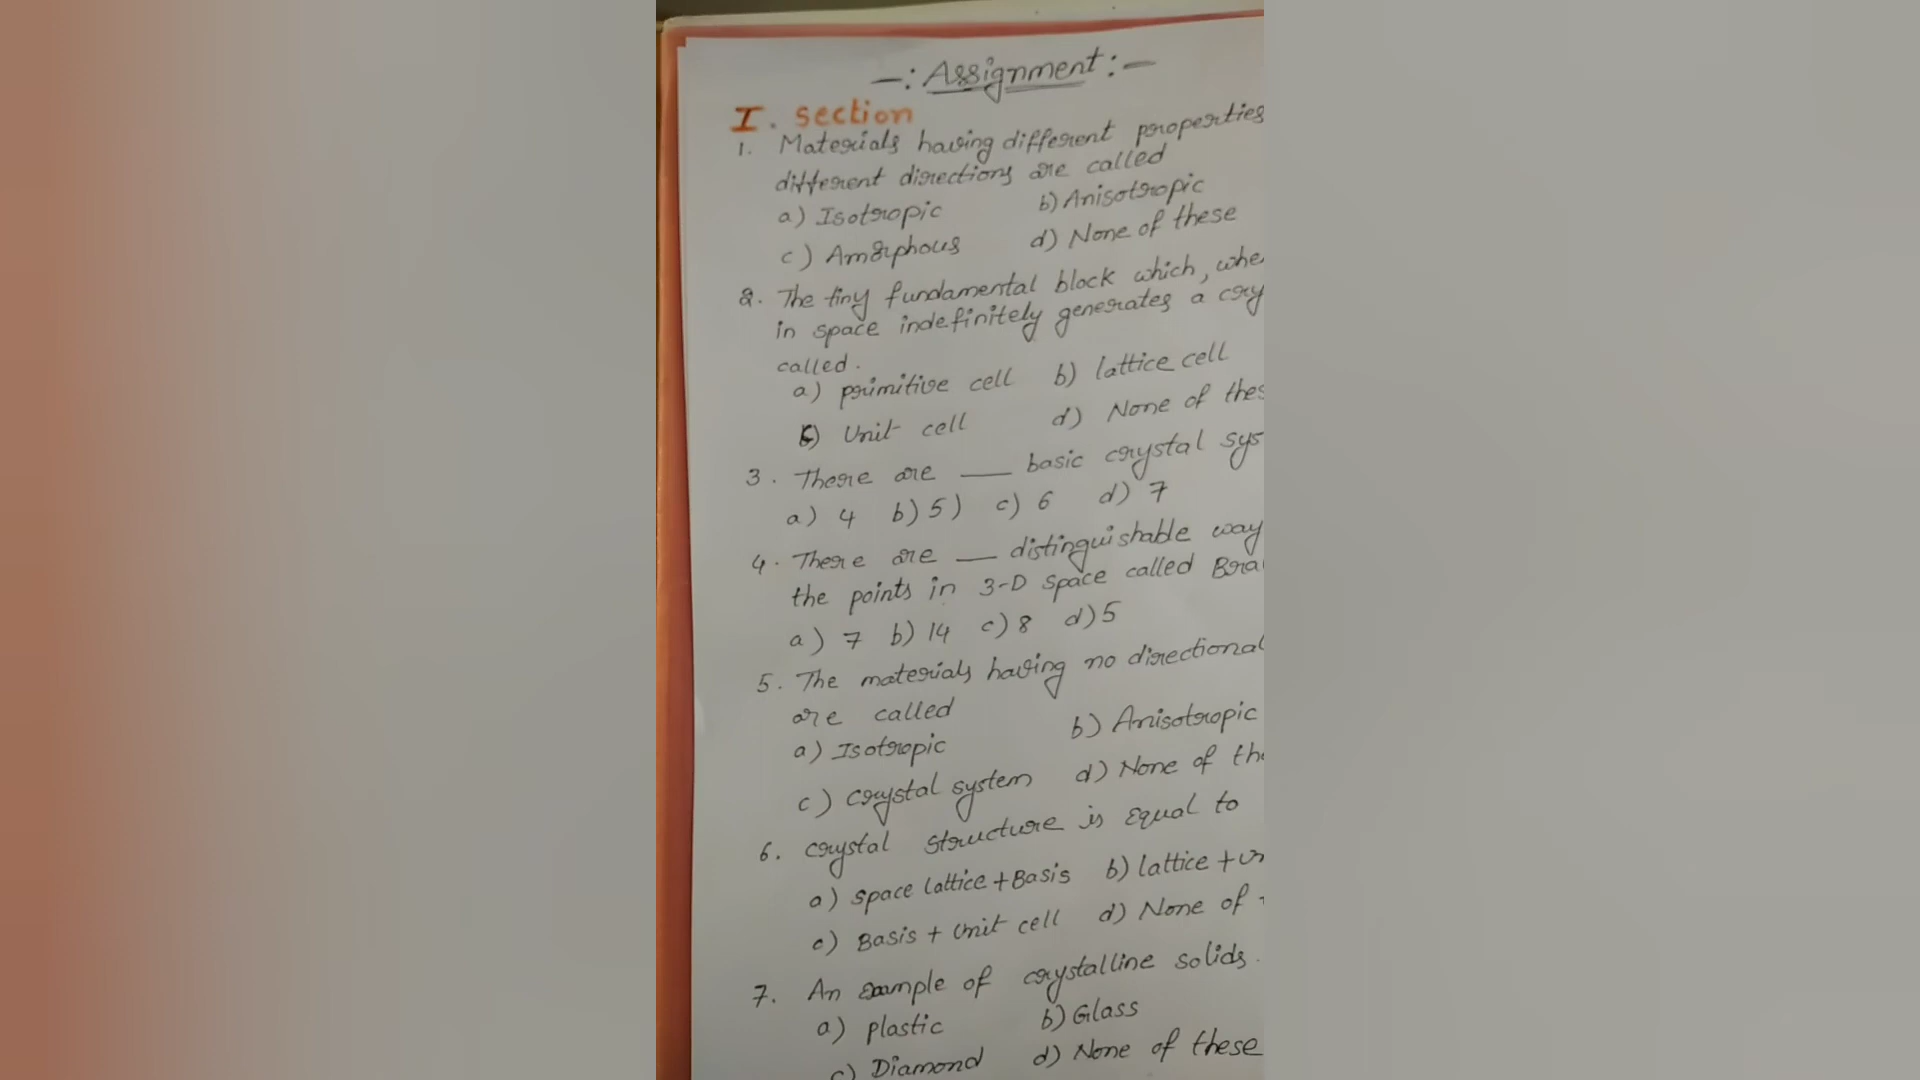 -: Assignment :-
I. section
1. Materials having different properties
different directions are called
a) Isotropic b) Anisotropic
c) Amorphous d) None of these
2. The tiny fundamental block which, whe
in space indefinitely generates a cry
called.
a) primitive cell b) lattice cell
c) Unit cell d) None of thes
3. There are ___ basic crystal sys
a) 4 b) 5) c) 6 d) 7
4. There are ___ distinguishable way
the points in 3-D space called Bra
a) 7 b) 14 c) 8 d) 5
5. The materials having no directional
are called
a) Isotropic b) Anisotropic
c) crystal system d) None of th
6. crystal structure is equal to
a) space lattice + Basis b) lattice + un
c) Basis + Unit cell d) None of
7. An example of crystalline solids.
a) plastic b) Glass
c) Diamond d) None of these